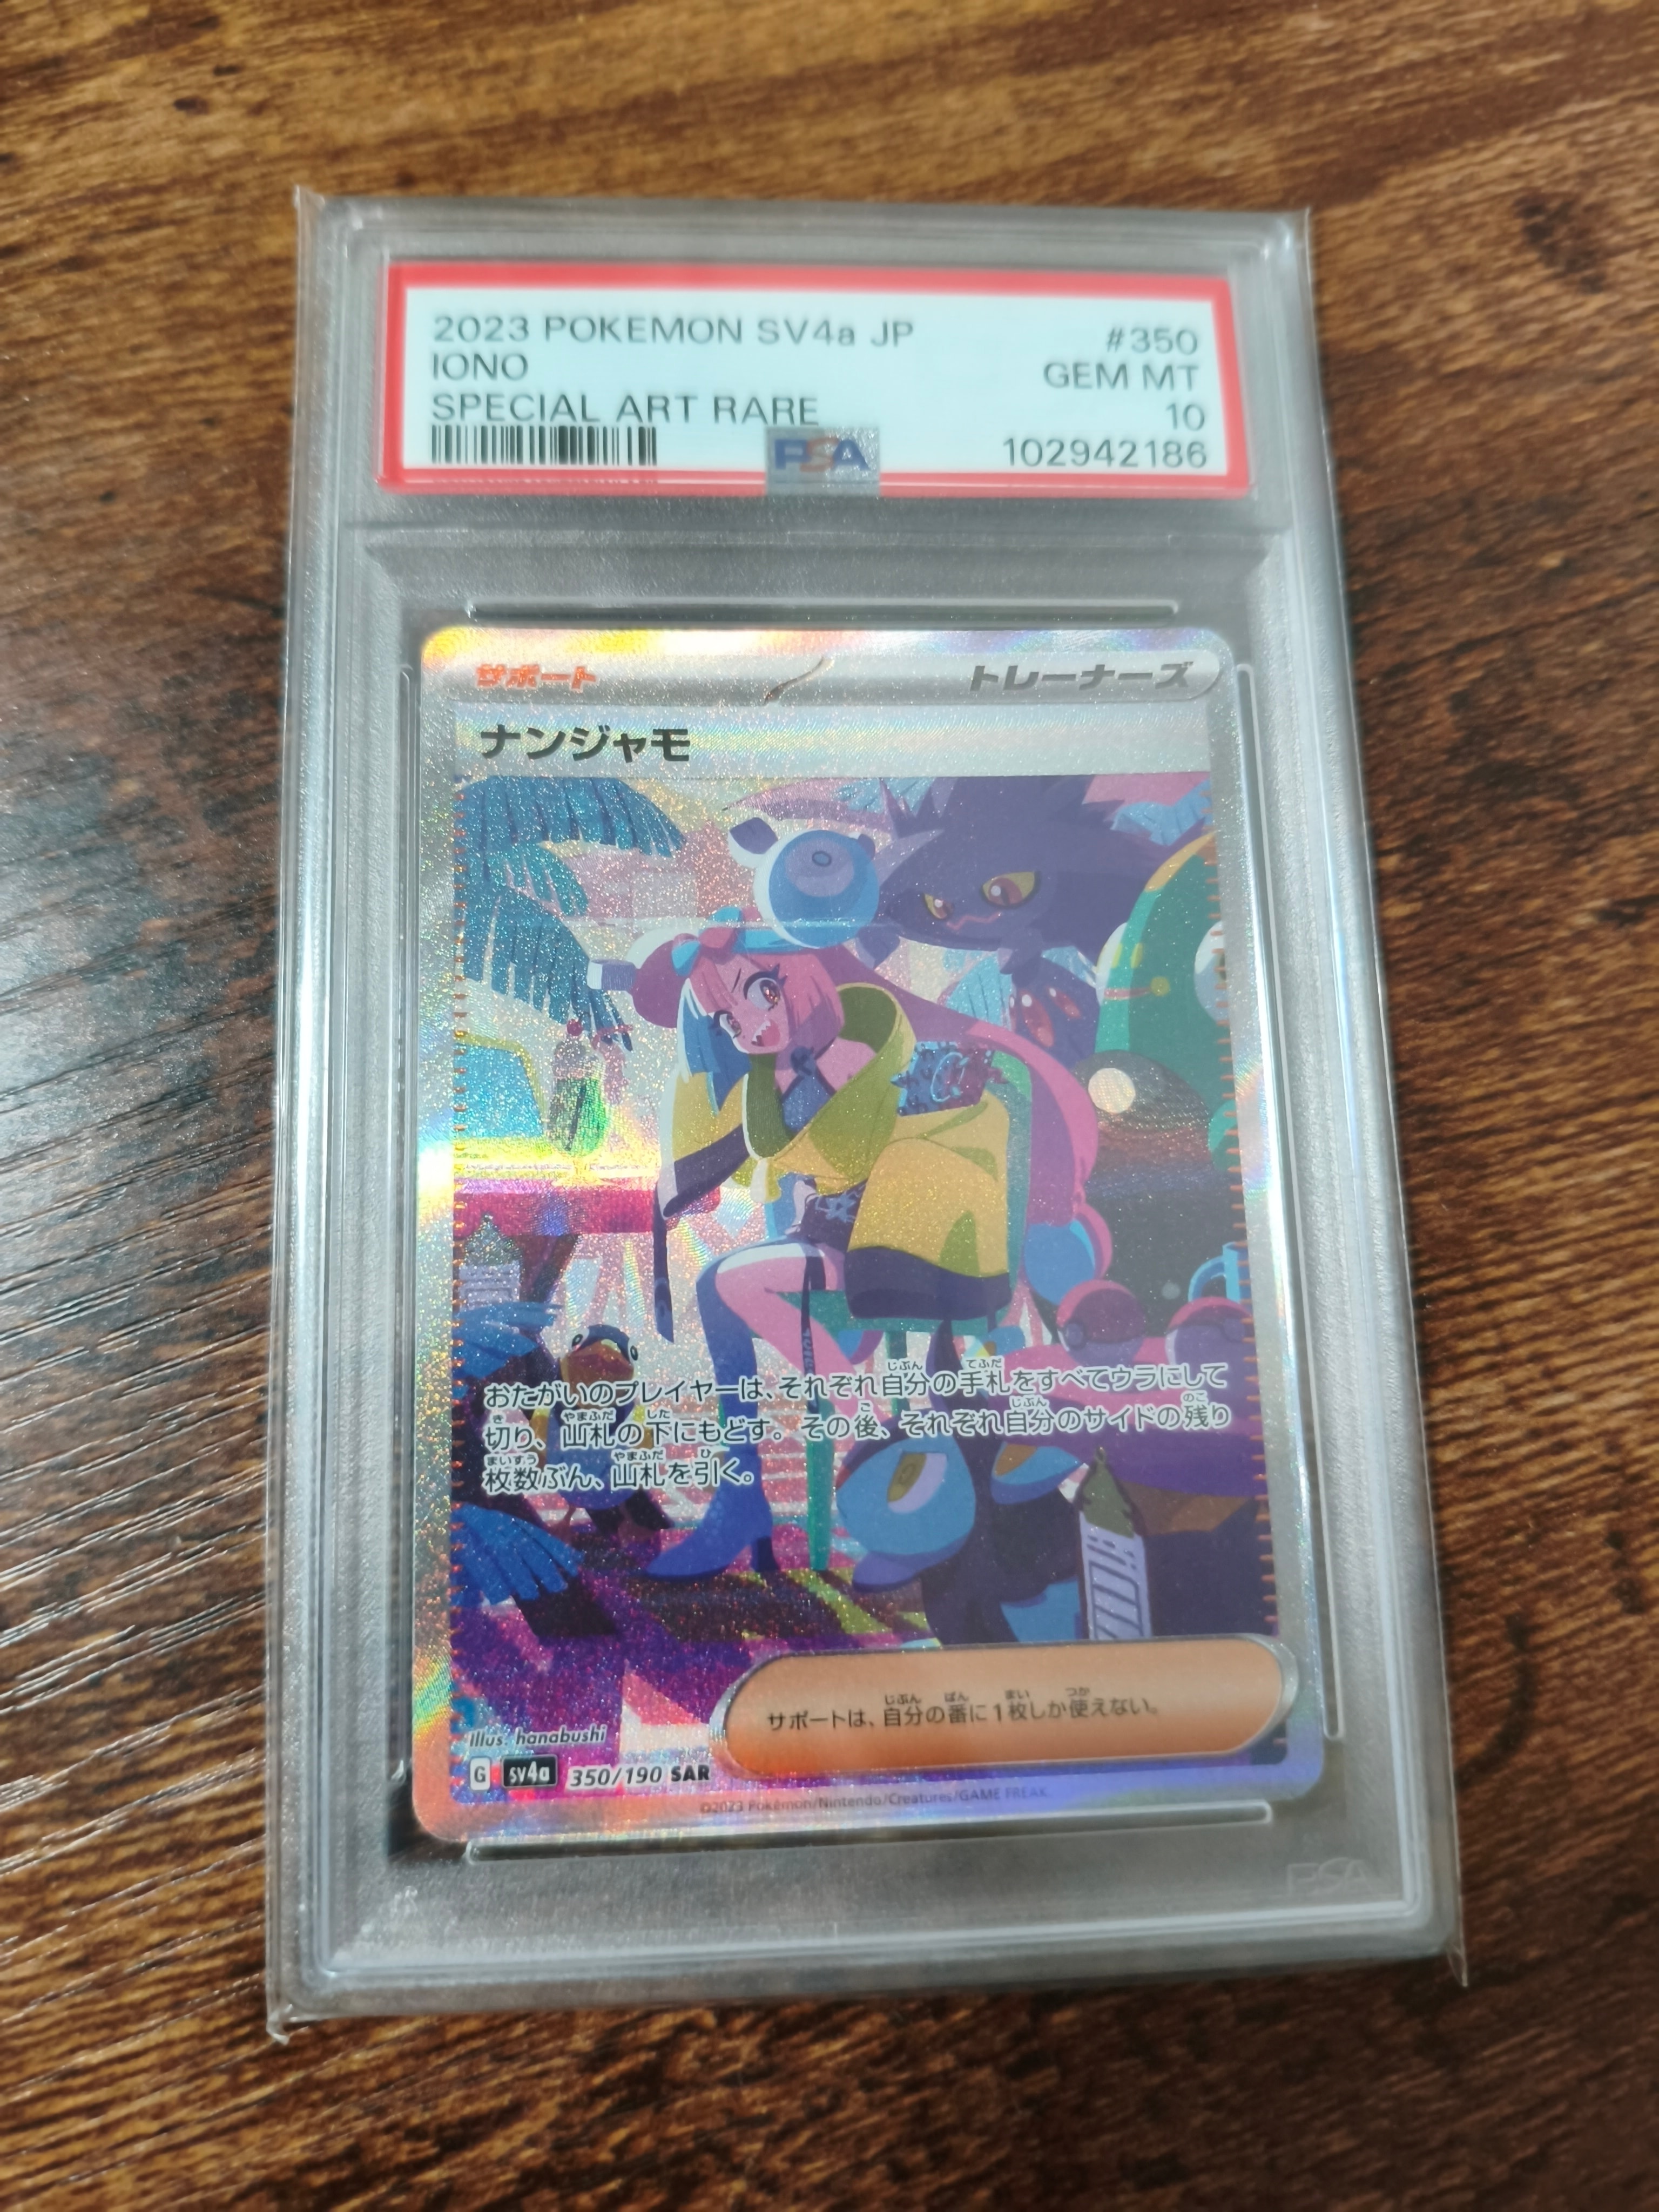 2023 POKEMON SV4a JP #350
IONO GEM MT
SPECIAL ART RARE 10
PSA 102942186
サポート トレーナーズ
ナンジャモ
おたがいのプレイヤーは、それぞれ自分の手札をすべてウラにして
切り、山札の下にもどす。その後、それぞれ自分のサイドの残り
枚数ぶん、山札を引く。
サポートは、自分の番に1枚しか使えない。
Illus. hanabushi
G SV4a 350/190 SAR
©2023 Pokémon/Nintendo/Creatures/GAME FREAK.
PSA